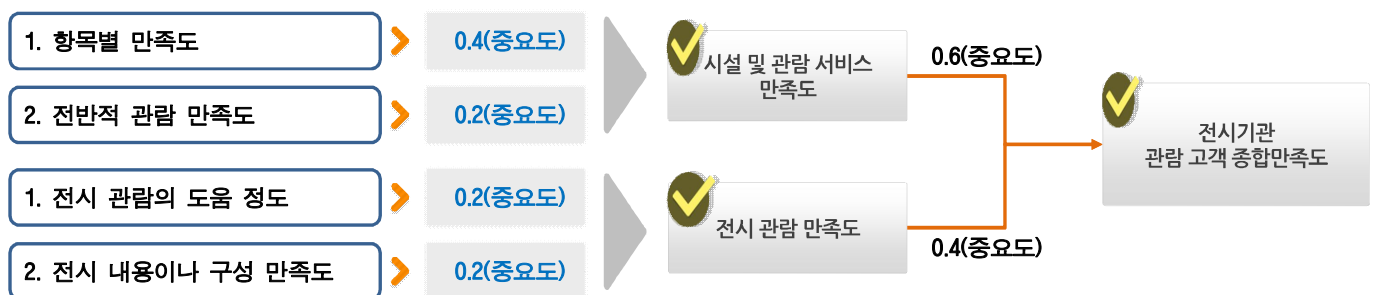 1. 항목별 만족도
0.4(중요도)
2. 전반적 관람 만족도
0.2(중요도)
시설 및 관람 서비스
만족도
0.6(중요도)
1. 전시 관람의 도움 정도
0.2(중요도)
2. 전시 내용이나 구성 만족도
0.2(중요도)
전시 관람 만족도
0.4(중요도)
전시기관
관람 고객 종합만족도